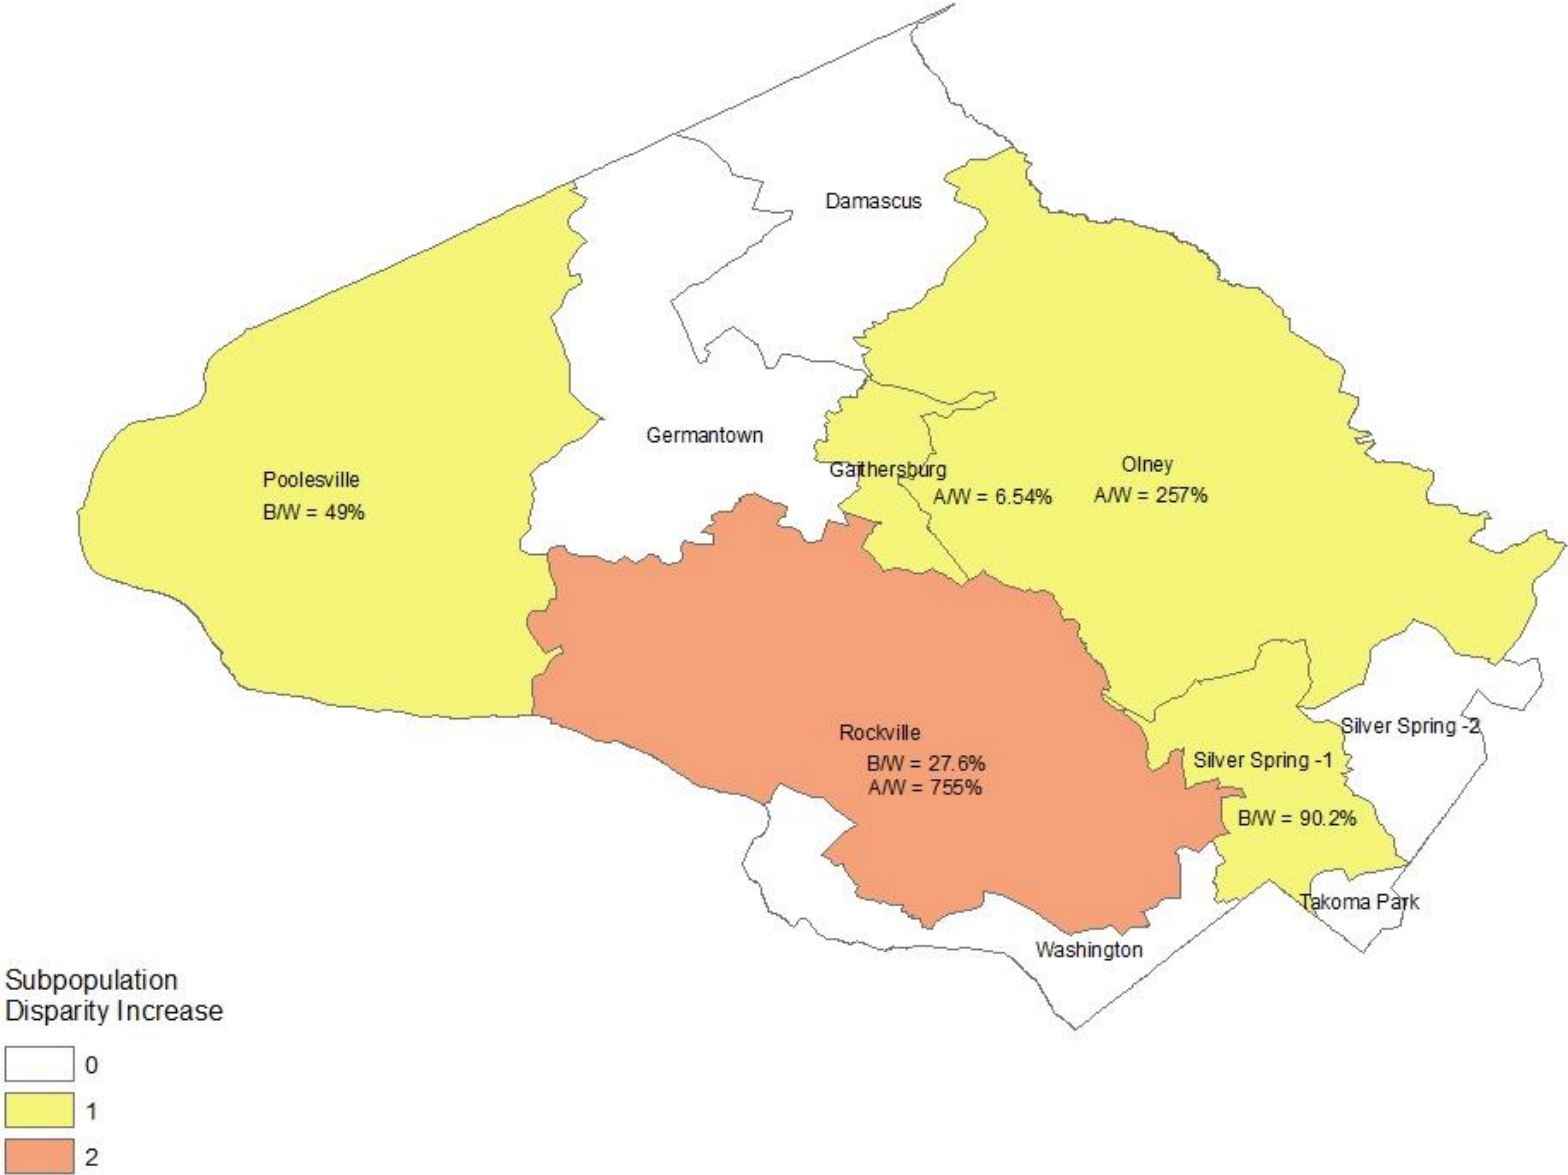 Damascus
Germantown
Gaithersburg
A/W = 6.54%
Olney
A/W = 257%
Poolesville
B/W = 49%
Rockville
B/W = 27.6%
A/W = 755%
Silver Spring -2
Silver Spring -1
B/W = 90.2%
Takoma Park
Washington
Subpopulation
Disparity Increase
0
1
2